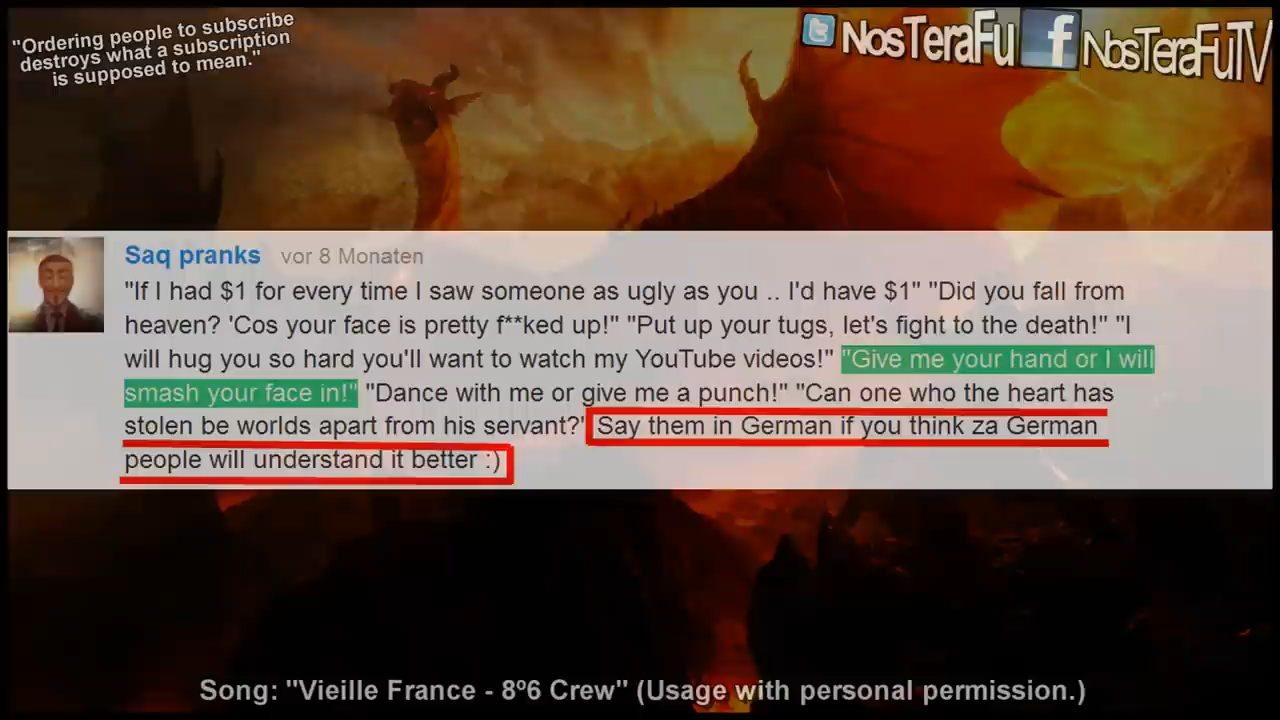 "Ordering people to subscribe
destroys what a subscription
is supposed to mean."
NosTeraFu
NosTeraFuTV
Saq pranks vor 8 Monaten
"If I had $1 for every time I saw someone as ugly as you .. I'd have $1" "Did you fall from
heaven? 'Cos your face is pretty f**ked up!" "Put up your tugs, let's fight to the death!" "I
will hug you so hard you'll want to watch my YouTube videos!" "Give me your hand or I will
smash your face in!" "Dance with me or give me a punch!" "Can one who the heart has
stolen be worlds apart from his servant?" Say them in German if you think za German
people will understand it better :)
Song: "Vieille France - 8º6 Crew" (Usage with personal permission.)